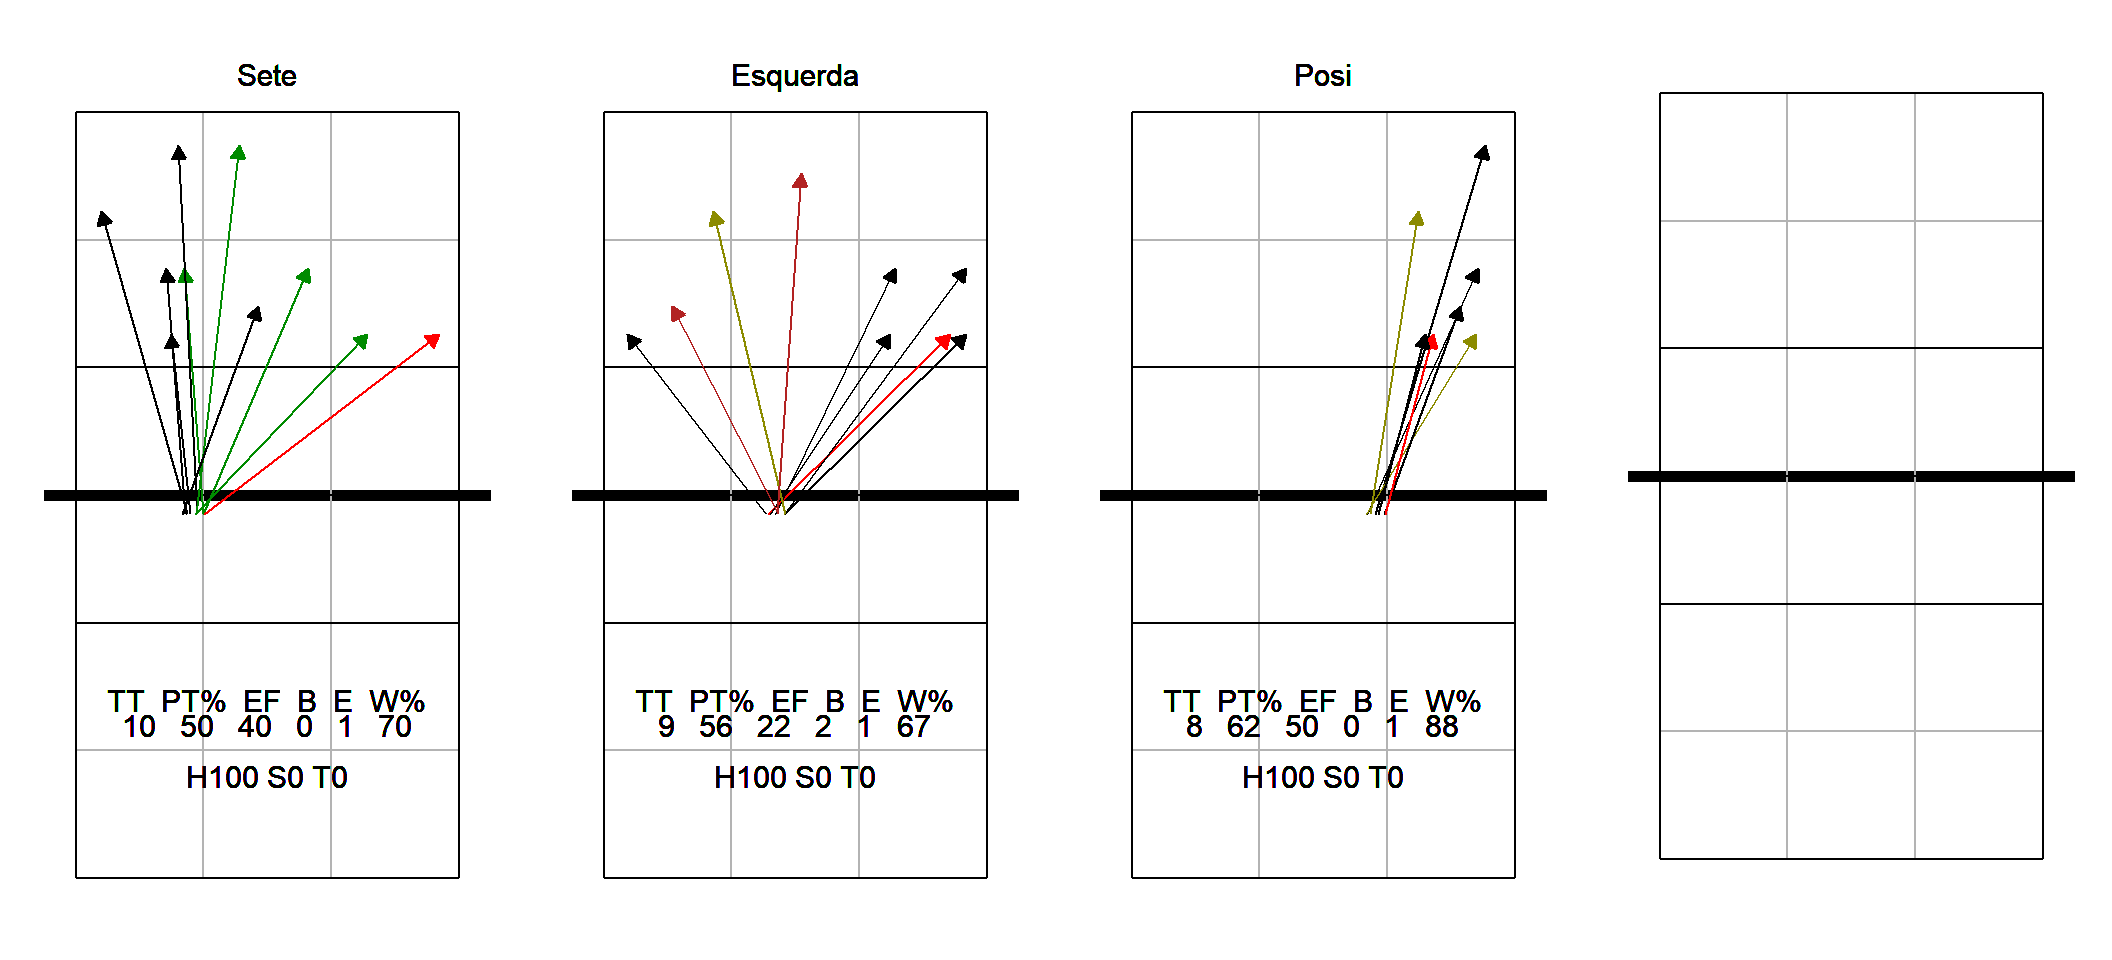 Sete
TT PT% EF B E W%
10 50 40 0 1 70
H100 S0 T0
Esquerda
TT PT% EF B E W%
9 56 22 2 1 67
H100 S0 T0
Posi
TT PT% EF B E W%
8 62 50 0 1 88
H100 S0 T0